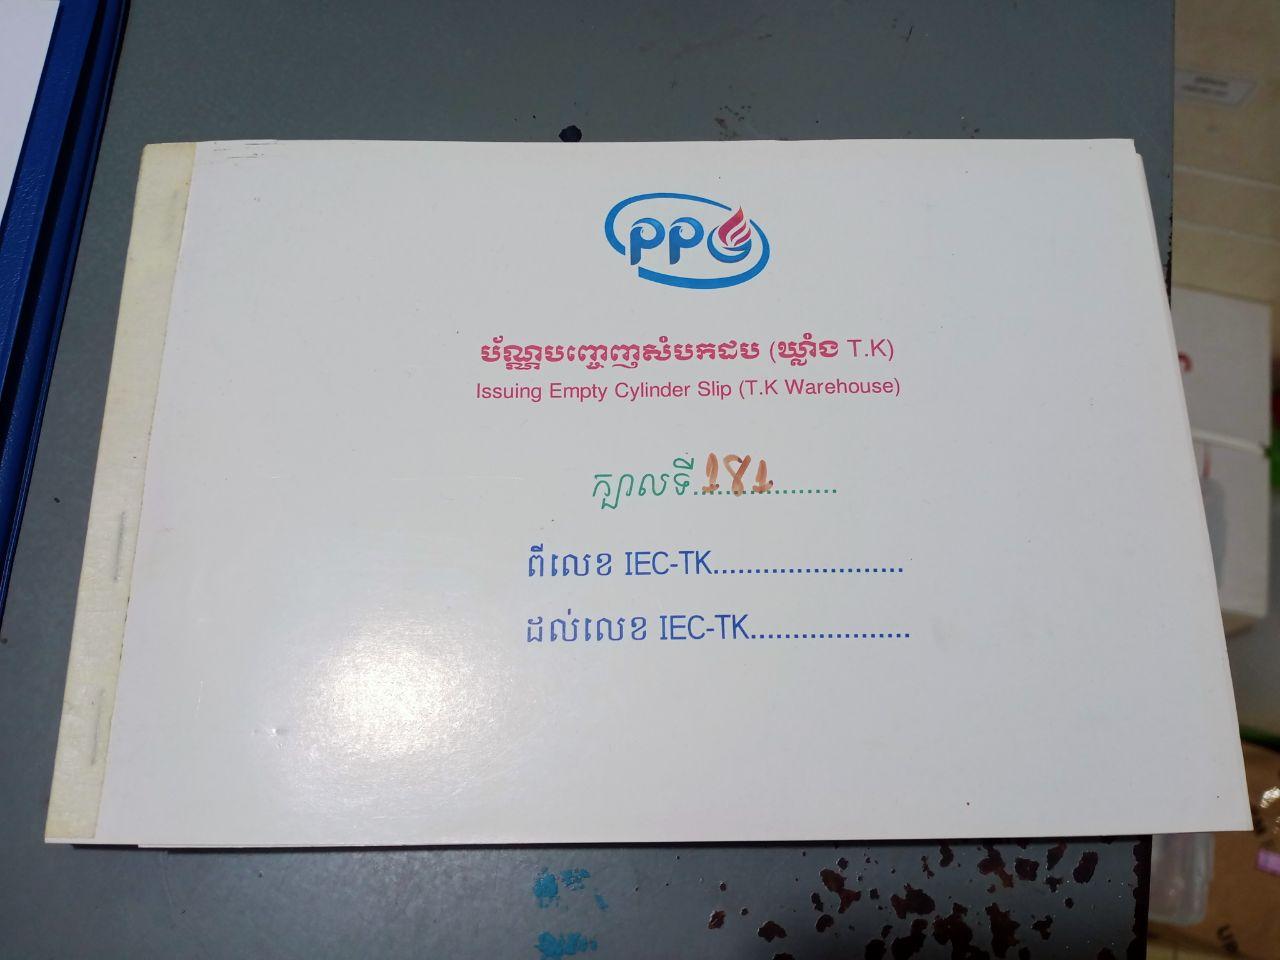 PPG
ប័ណ្ណបញ្ចេញសំបកដប (ឃ្លាំង T.K)
Issuing Empty Cylinder Slip (T.K Warehouse)
ក្បាលទី.181................
ពីលេខ IEC-TK.......................
ដល់លេខ IEC-TK...................